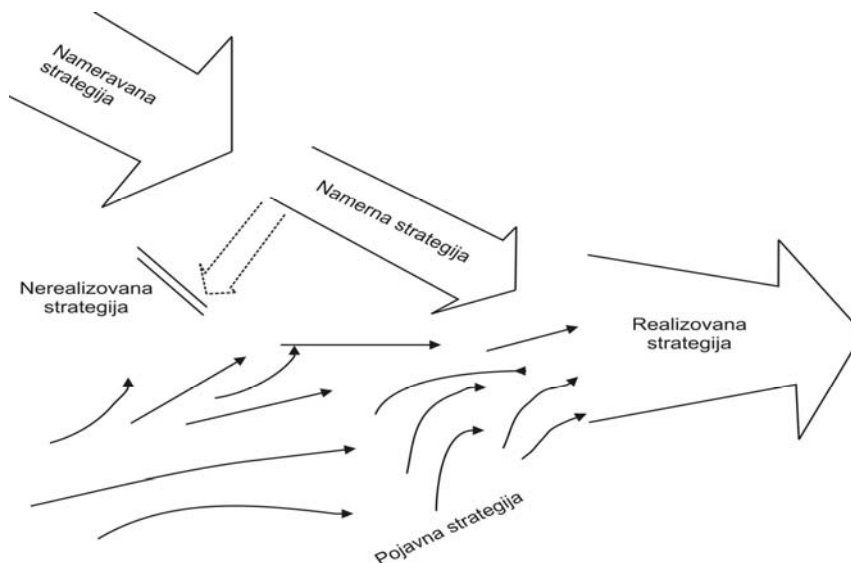 Nameravana
strategija
Namerna strategija
Nerealizovana
strategija
Realizovana
strategija
Pojavna strategija